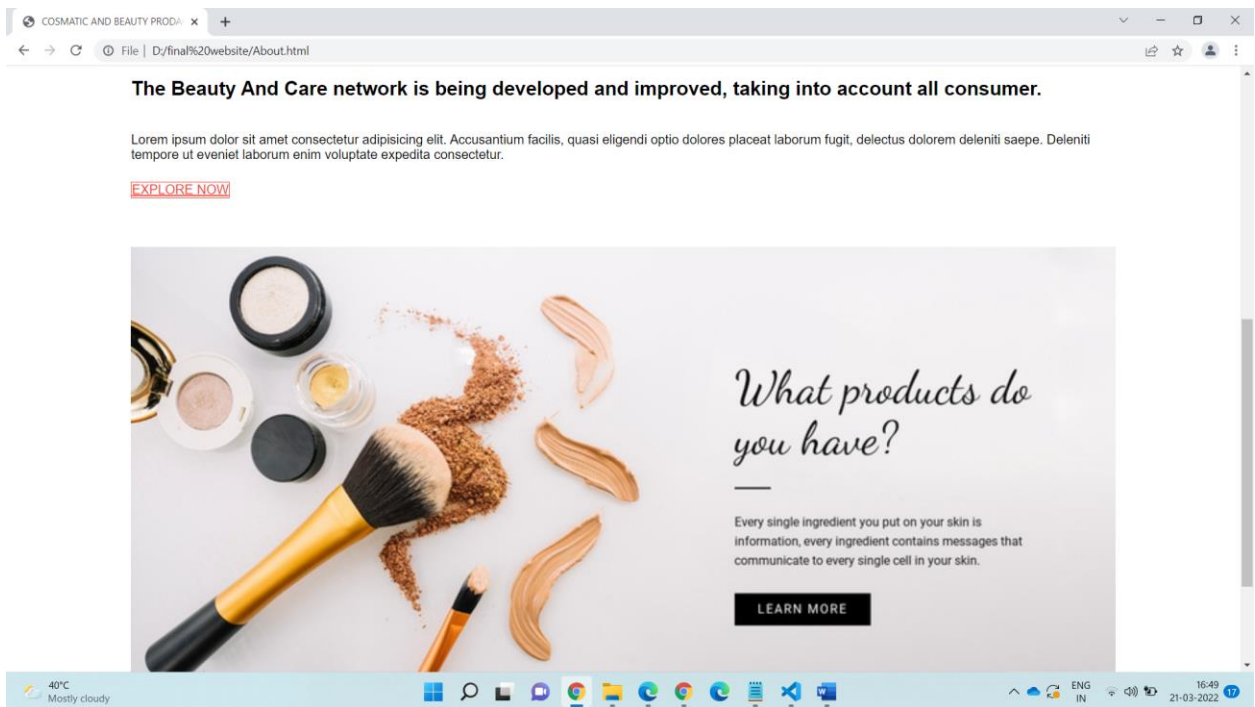 COSMATIC AND BEAUTY PRODA
File | D:/final%20website/About.html
The Beauty And Care network is being developed and improved, taking into account all consumer.
Lorem ipsum dolor sit amet consectetur adipisicing elit. Accusantium facilis, quasi eligendi optio dolores placeat laborum fugit, delectus dolorem deleniti saepe. Deleniti
tempore ut eveniet laborum enim voluptate expedita consectetur.
EXPLORE NOW
What products do
you have?
Every single ingredient you put on your skin is
information, every ingredient contains messages that
communicate to every single cell in your skin.
LEARN MORE
40°C
Mostly cloudy
ENG
IN
16:49
21-03-2022
17